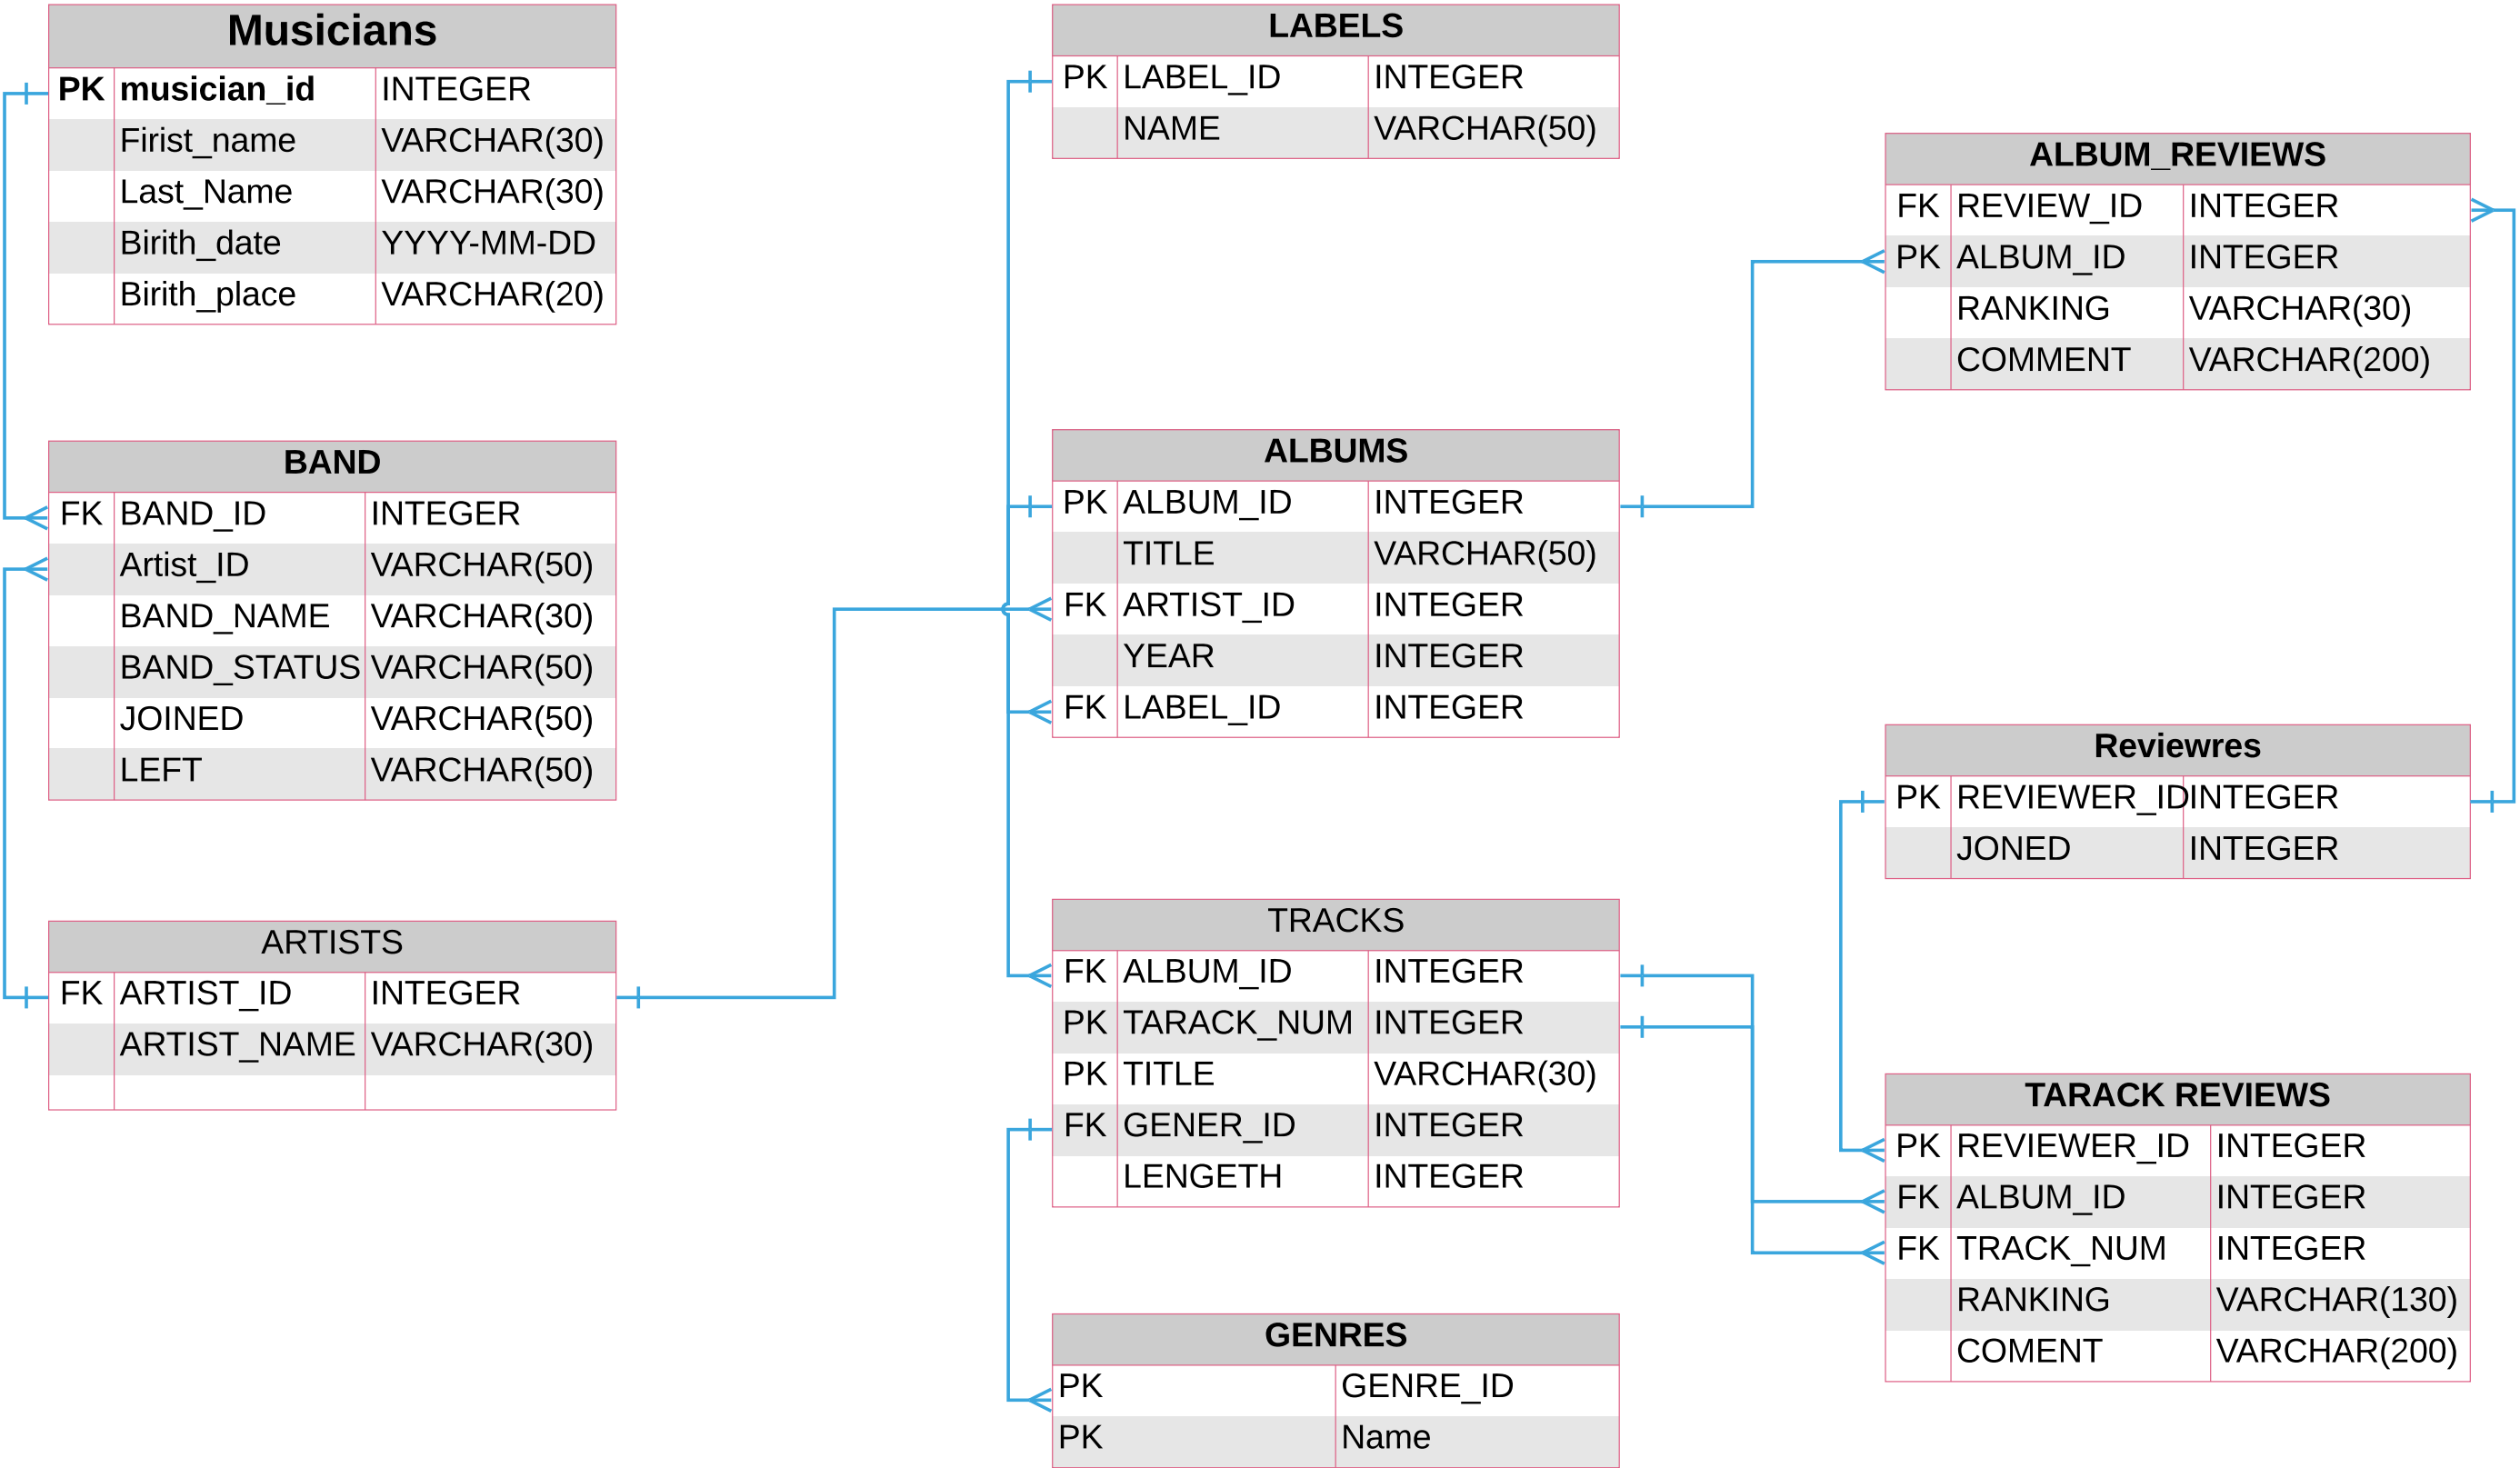 Musicians
PK musician_id INTEGER
Firist_name VARCHAR(30)
Last_Name VARCHAR(30)
Birith_date YYYY-MM-DD
Birith_place VARCHAR(20)
BAND
FK BAND_ID INTEGER
Artist_ID VARCHAR(50)
BAND_NAME VARCHAR(30)
BAND_STATUS VARCHAR(50)
JOINED VARCHAR(50)
LEFT VARCHAR(50)
ARTISTS
FK ARTIST_ID INTEGER
ARTIST_NAME VARCHAR(30)
LABELS
PK LABEL_ID INTEGER
NAME VARCHAR(50)
ALBUMS
PK ALBUM_ID INTEGER
TITLE VARCHAR(50)
FK ARTIST_ID INTEGER
YEAR INTEGER
FK LABEL_ID INTEGER
TRACKS
FK ALBUM_ID INTEGER
PK TARACK_NUM INTEGER
PK TITLE VARCHAR(30)
FK GENER_ID INTEGER
LENGETH INTEGER
GENRES
PK GENRE_ID
PK Name
ALBUM_REVIEWS
FK REVIEW_ID INTEGER
PK ALBUM_ID INTEGER
RANKING VARCHAR(30)
COMMENT VARCHAR(200)
Reviewres
PK REVIEWER_ID INTEGER
JONED INTEGER
TARACK REVIEWS
PK REVIEWER_ID INTEGER
FK ALBUM_ID INTEGER
FK TRACK_NUM INTEGER
RANKING VARCHAR(130)
COMENT VARCHAR(200)